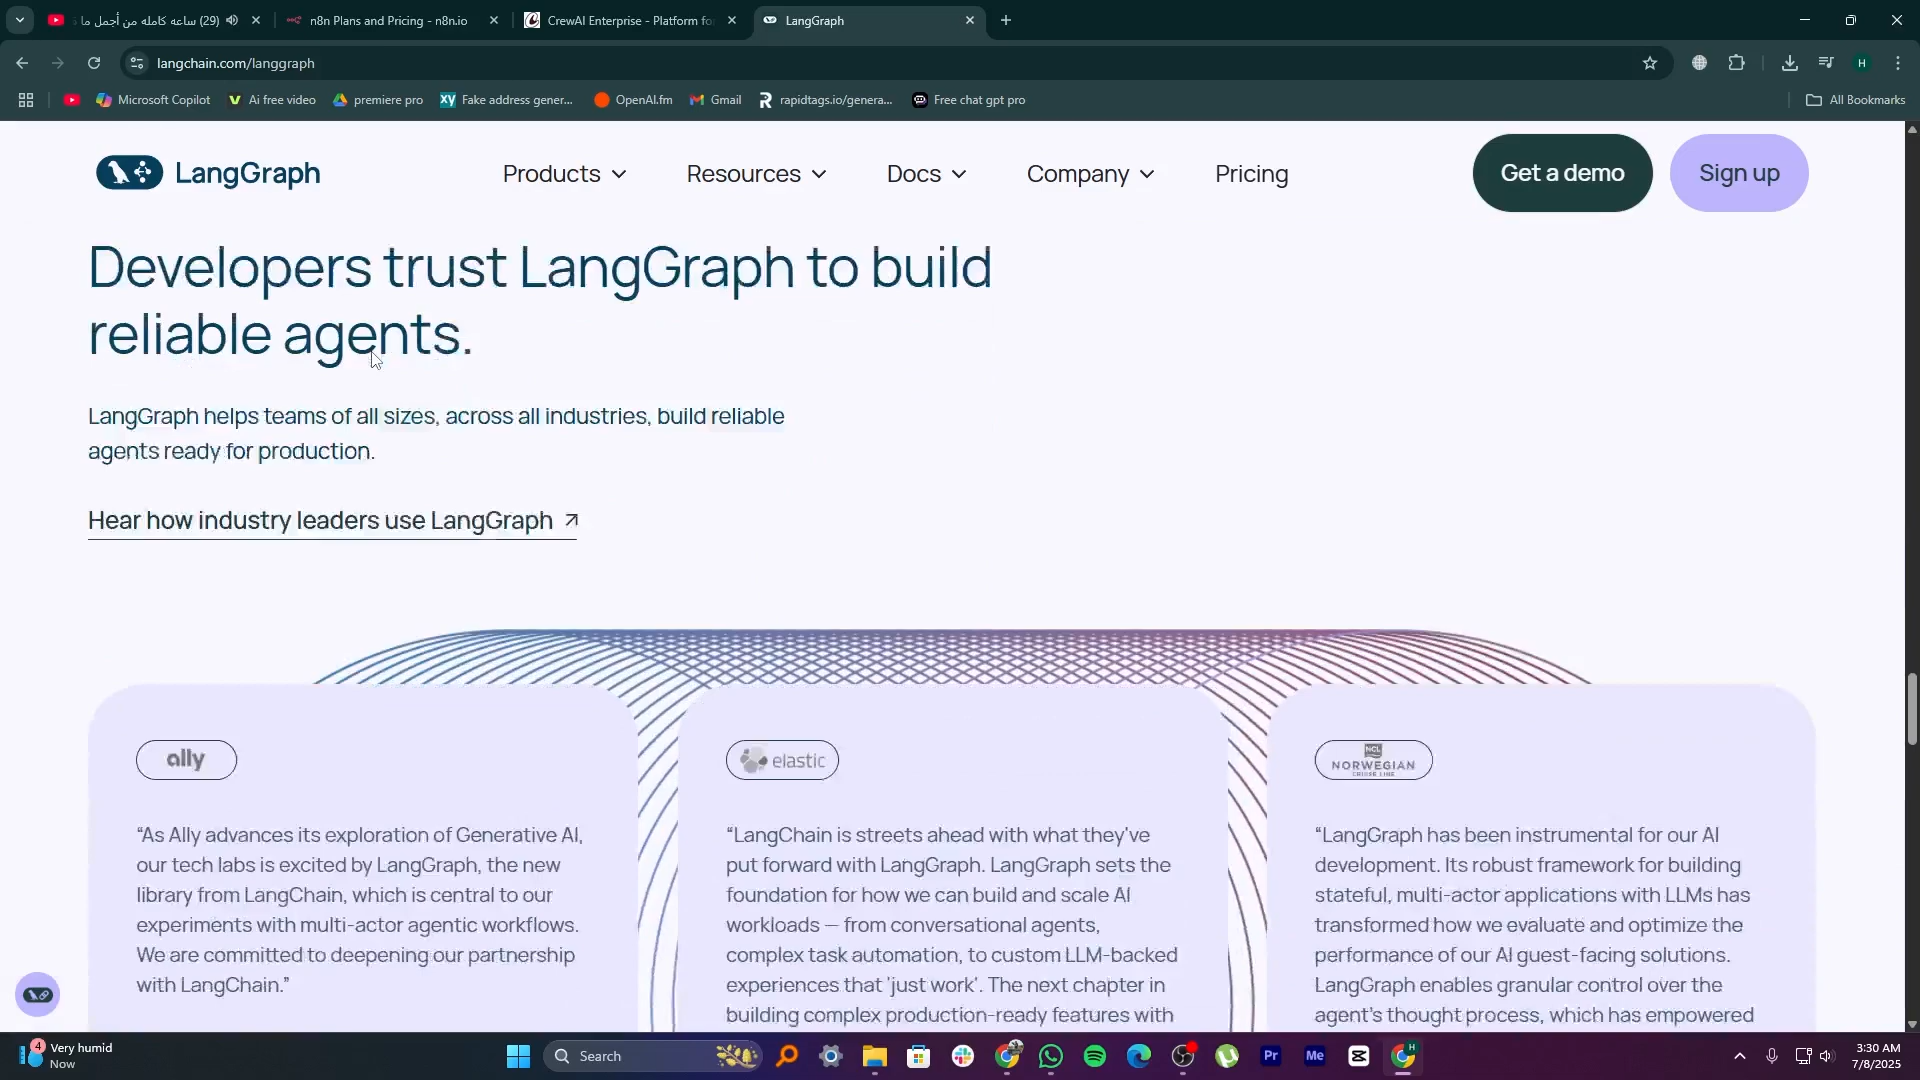 (29) ساعه كامله من أجمل ما
n8n Plans and Pricing - n8n.io
CrewAI Enterprise - Platform fo
LangGraph
langchain.com/langgraph
H
Microsoft Copilot
Ai free video
premiere pro
XY Fake address gener...
OpenAI.fm
Gmail
rapidtags.io/genera...
Free chat gpt pro
All Bookmarks
LangGraph
Products
Resources
Docs
Company
Pricing
Get a demo
Sign up
Developers trust LangGraph to build
reliable agents.
LangGraph helps teams of all sizes, across all industries, build reliable
agents ready for production.
Hear how industry leaders use LangGraph
ally
“As Ally advances its exploration of Generative AI,
our tech labs is excited by LangGraph, the new
library from LangChain, which is central to our
experiments with multi-actor agentic workflows.
We are committed to deepening our partnership
with LangChain.”
elastic
“LangChain is streets ahead with what they've
put forward with LangGraph. LangGraph sets the
foundation for how we can build and scale AI
workloads — from conversational agents,
complex task automation, to custom LLM-backed
experiences that 'just work'. The next chapter in
building complex production-ready features with
NCL
NORWEGIAN
CRUISE LINE
“LangGraph has been instrumental for our AI
development. Its robust framework for building
stateful, multi-actor applications with LLMs has
transformed how we evaluate and optimize the
performance of our AI guest-facing solutions.
LangGraph enables granular control over the
agent's thought process, which has empowered
4
Very humid
Now
Search
Pr
Me
H
3:30 AM
7/8/2025